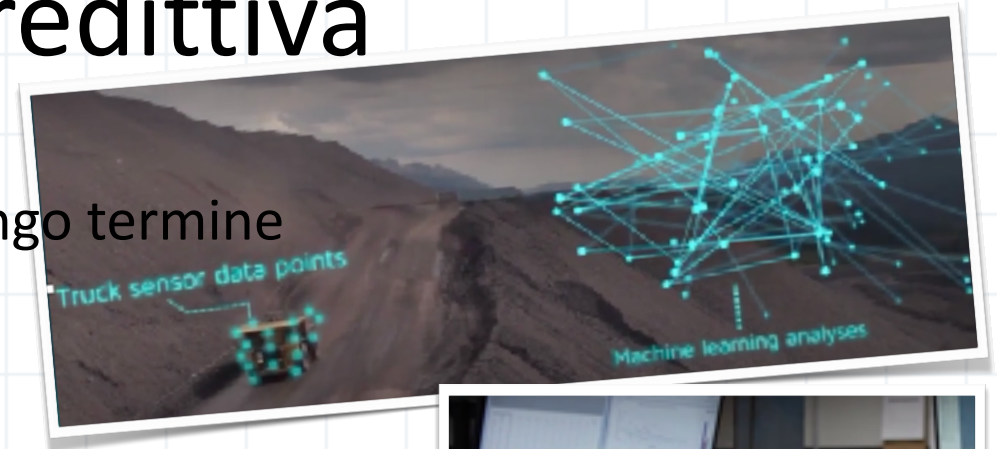 redittiva
ngo termine
Truck sensor data points
Machine learning analyses